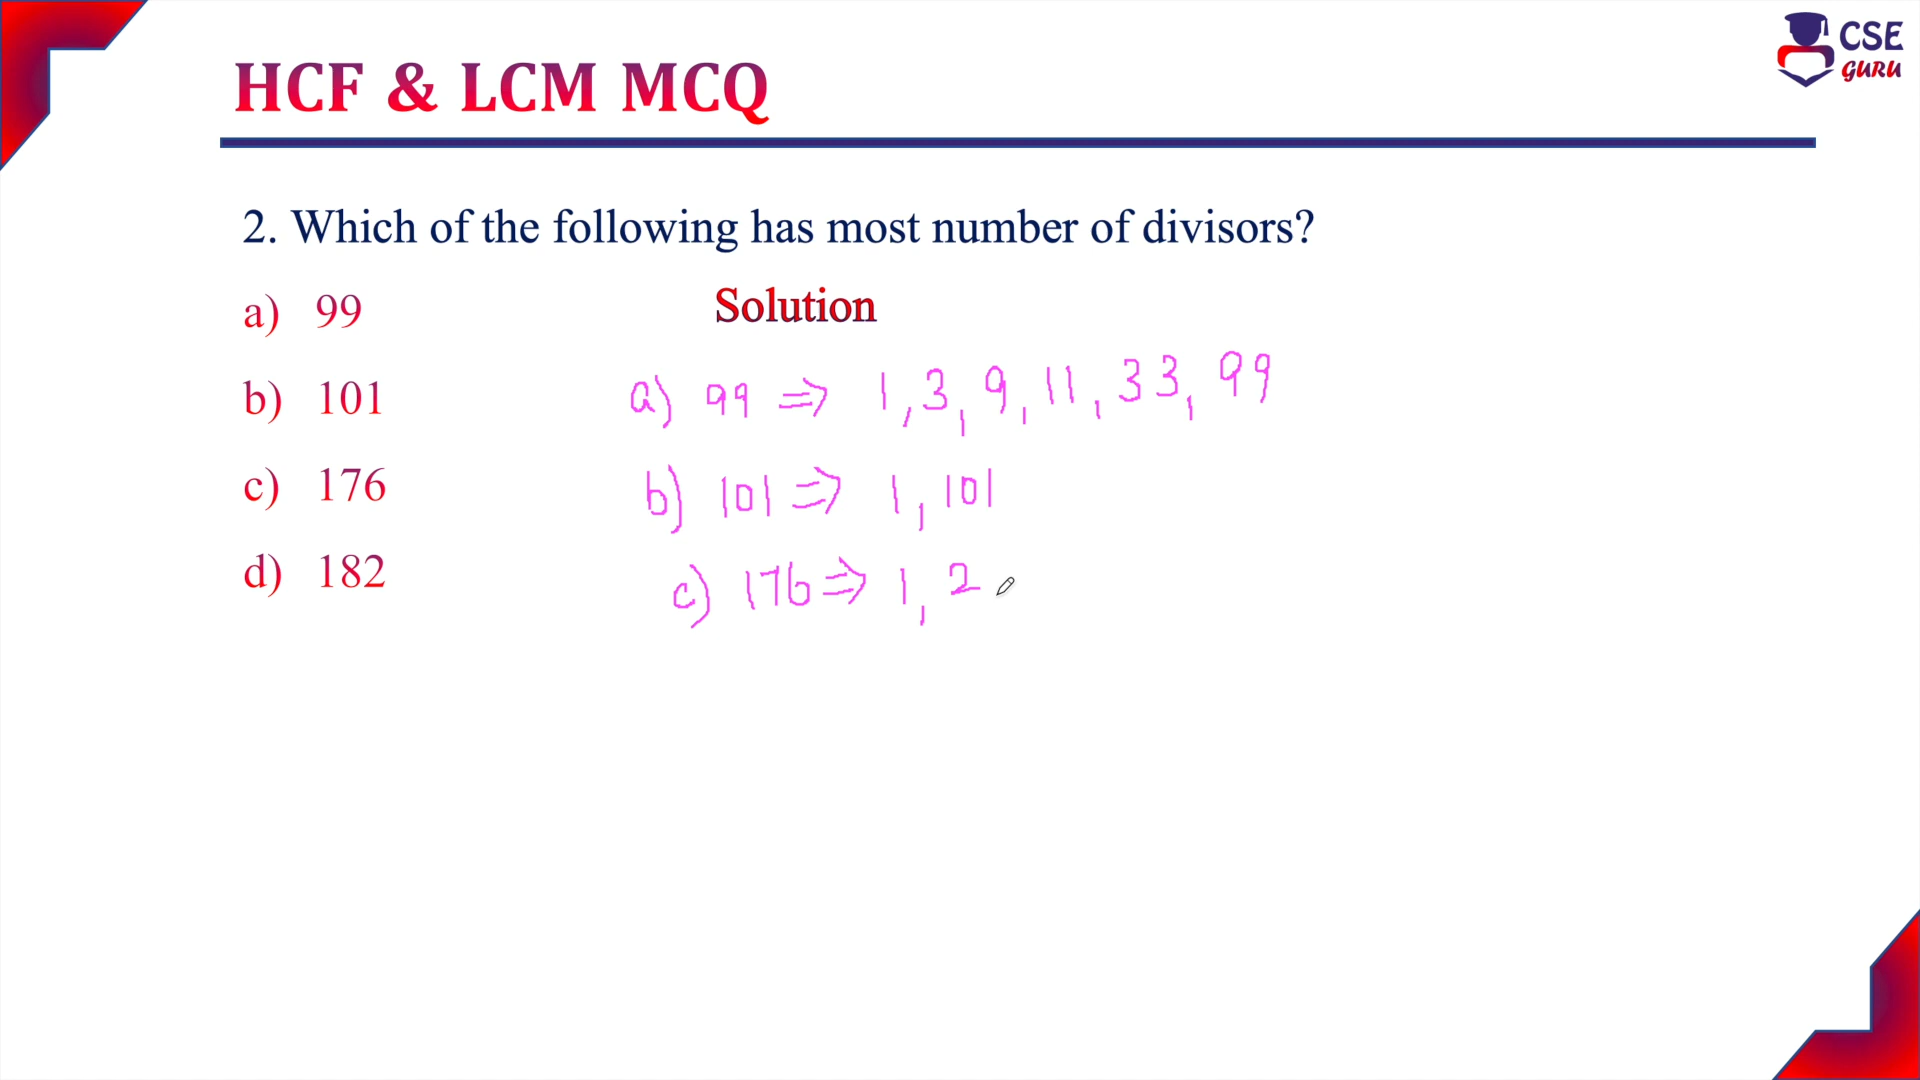 CSE
GURU
HCF & LCM MCQ
2. Which of the following has most number of divisors?
a) 99
b) 101
c) 176
d) 182
Solution
a) 99 ⇒ 1, 3, 9, 11, 33, 99
b) 101 ⇒ 1, 101
c) 176 ⇒ 1, 2